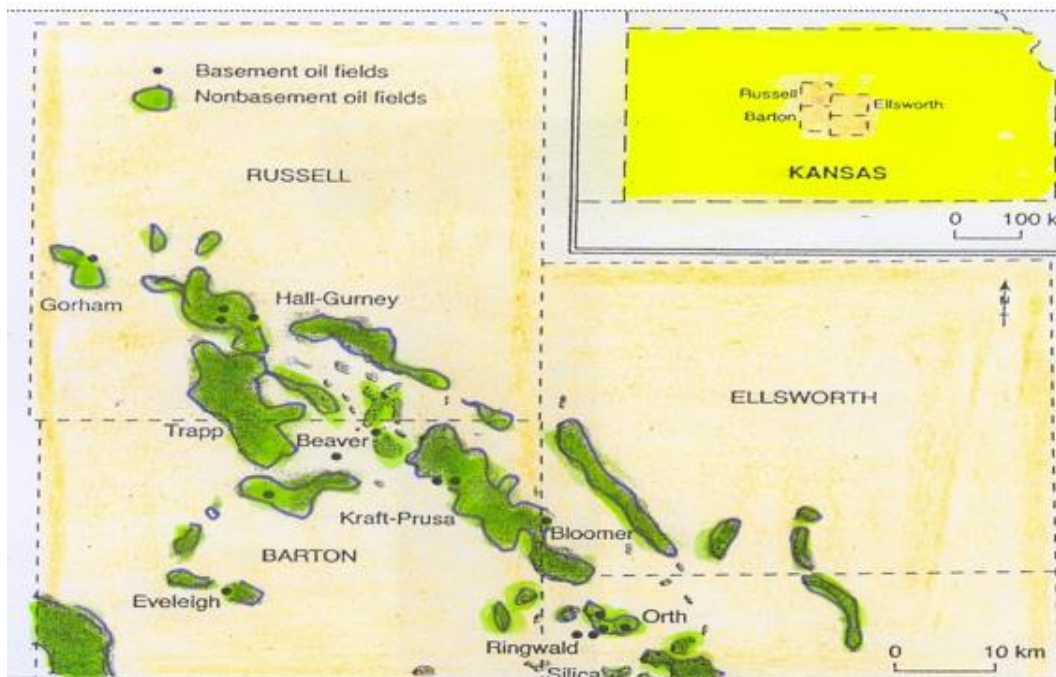 Basement oil fields
Nonbasement oil fields
RUSSELL
Russell
Ellsworth
Barton
KANSAS
0 100 k
Gorham
Hall-Gurney
N
ELLSWORTH
Trapp
Beaver
Kraft-Prusa
Bloomer
BARTON
Eveleigh
Orth
Ringwald
Silica
0 10 km